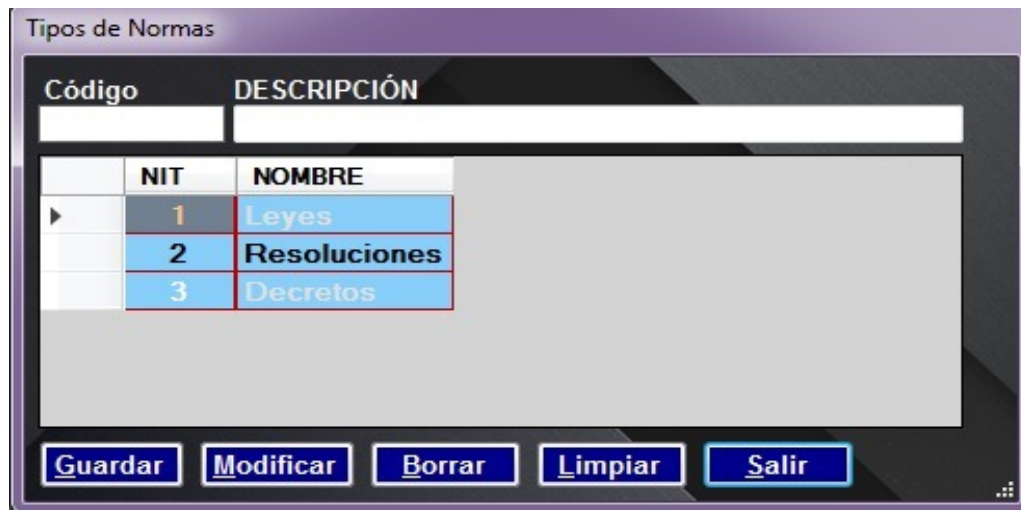 Tipos de Normas
Código DESCRIPCIÓN
NIT NOMBRE
1 Leyes
2 Resoluciones
3 Decretos
Guardar Modificar Borrar Limpiar Salir